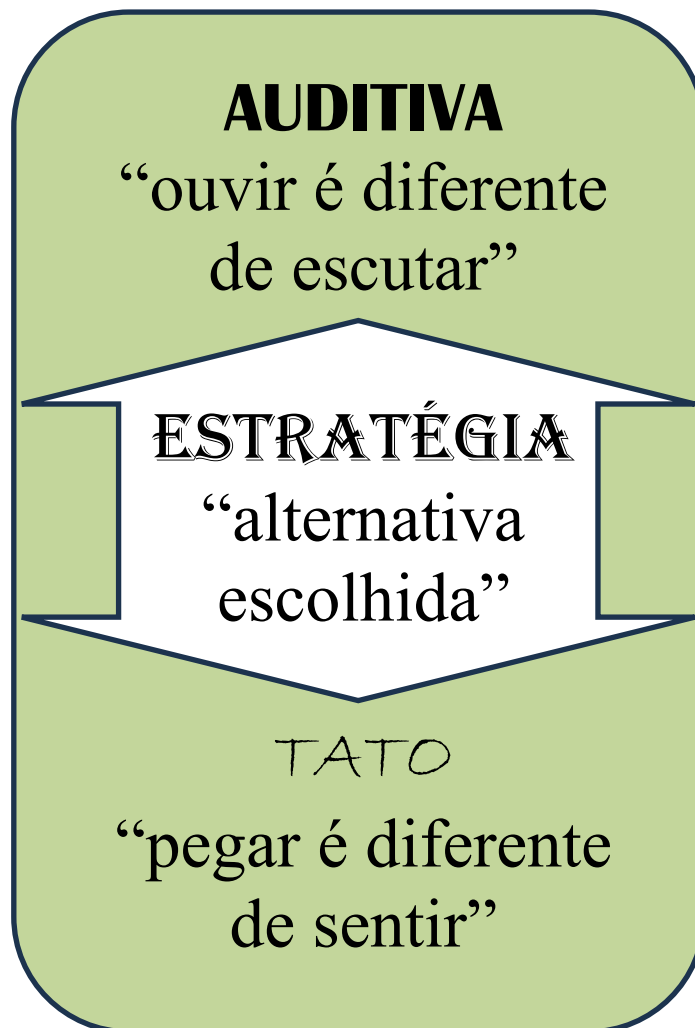 AUDITIVA
“ouvir é diferente
de escutar”
ESTRATÉGIA
“alternativa
escolhida”
TATO
“pegar é diferente
de sentir”